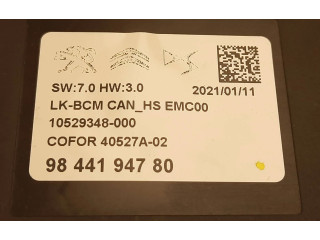 SW:7.0 HW:3.0 2021/01/11
LK-BCM CAN_HS EMC00
10529348-000
COFOR 40527A-02
98 441 947 80